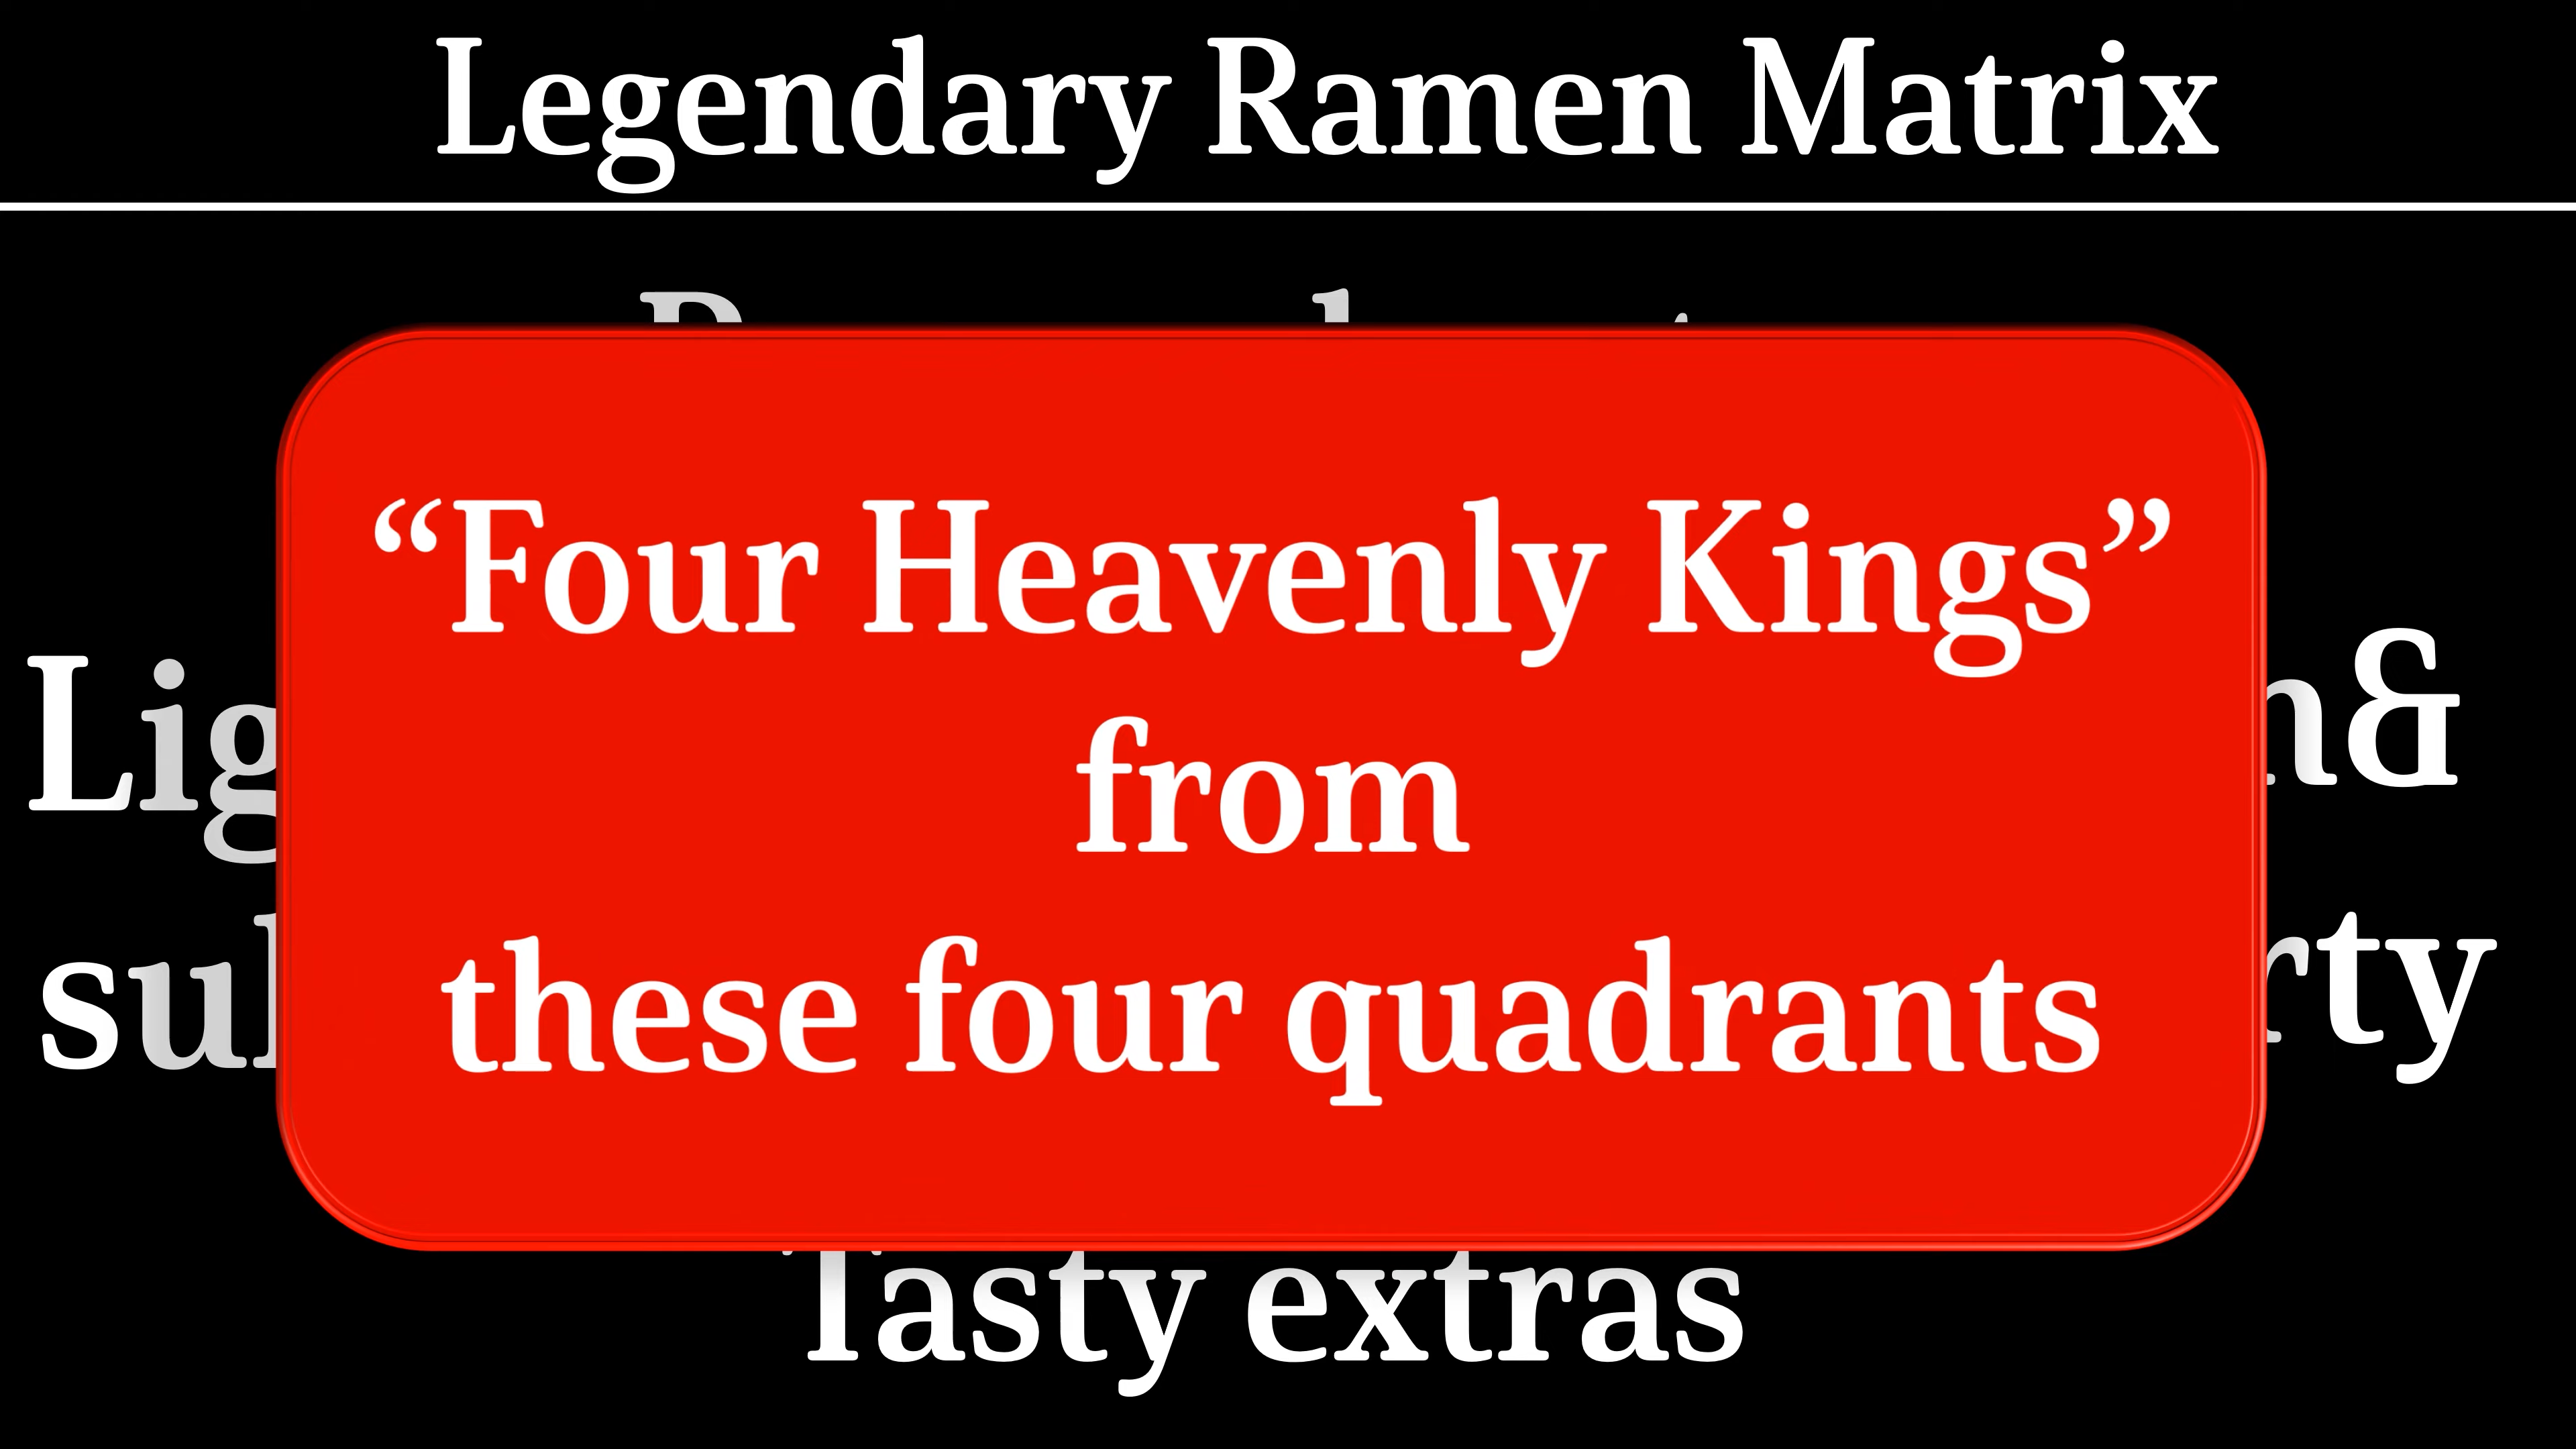 Legendary Ramen Matrix
“Four Heavenly Kings”
from
these four quadrants
Tasty extras